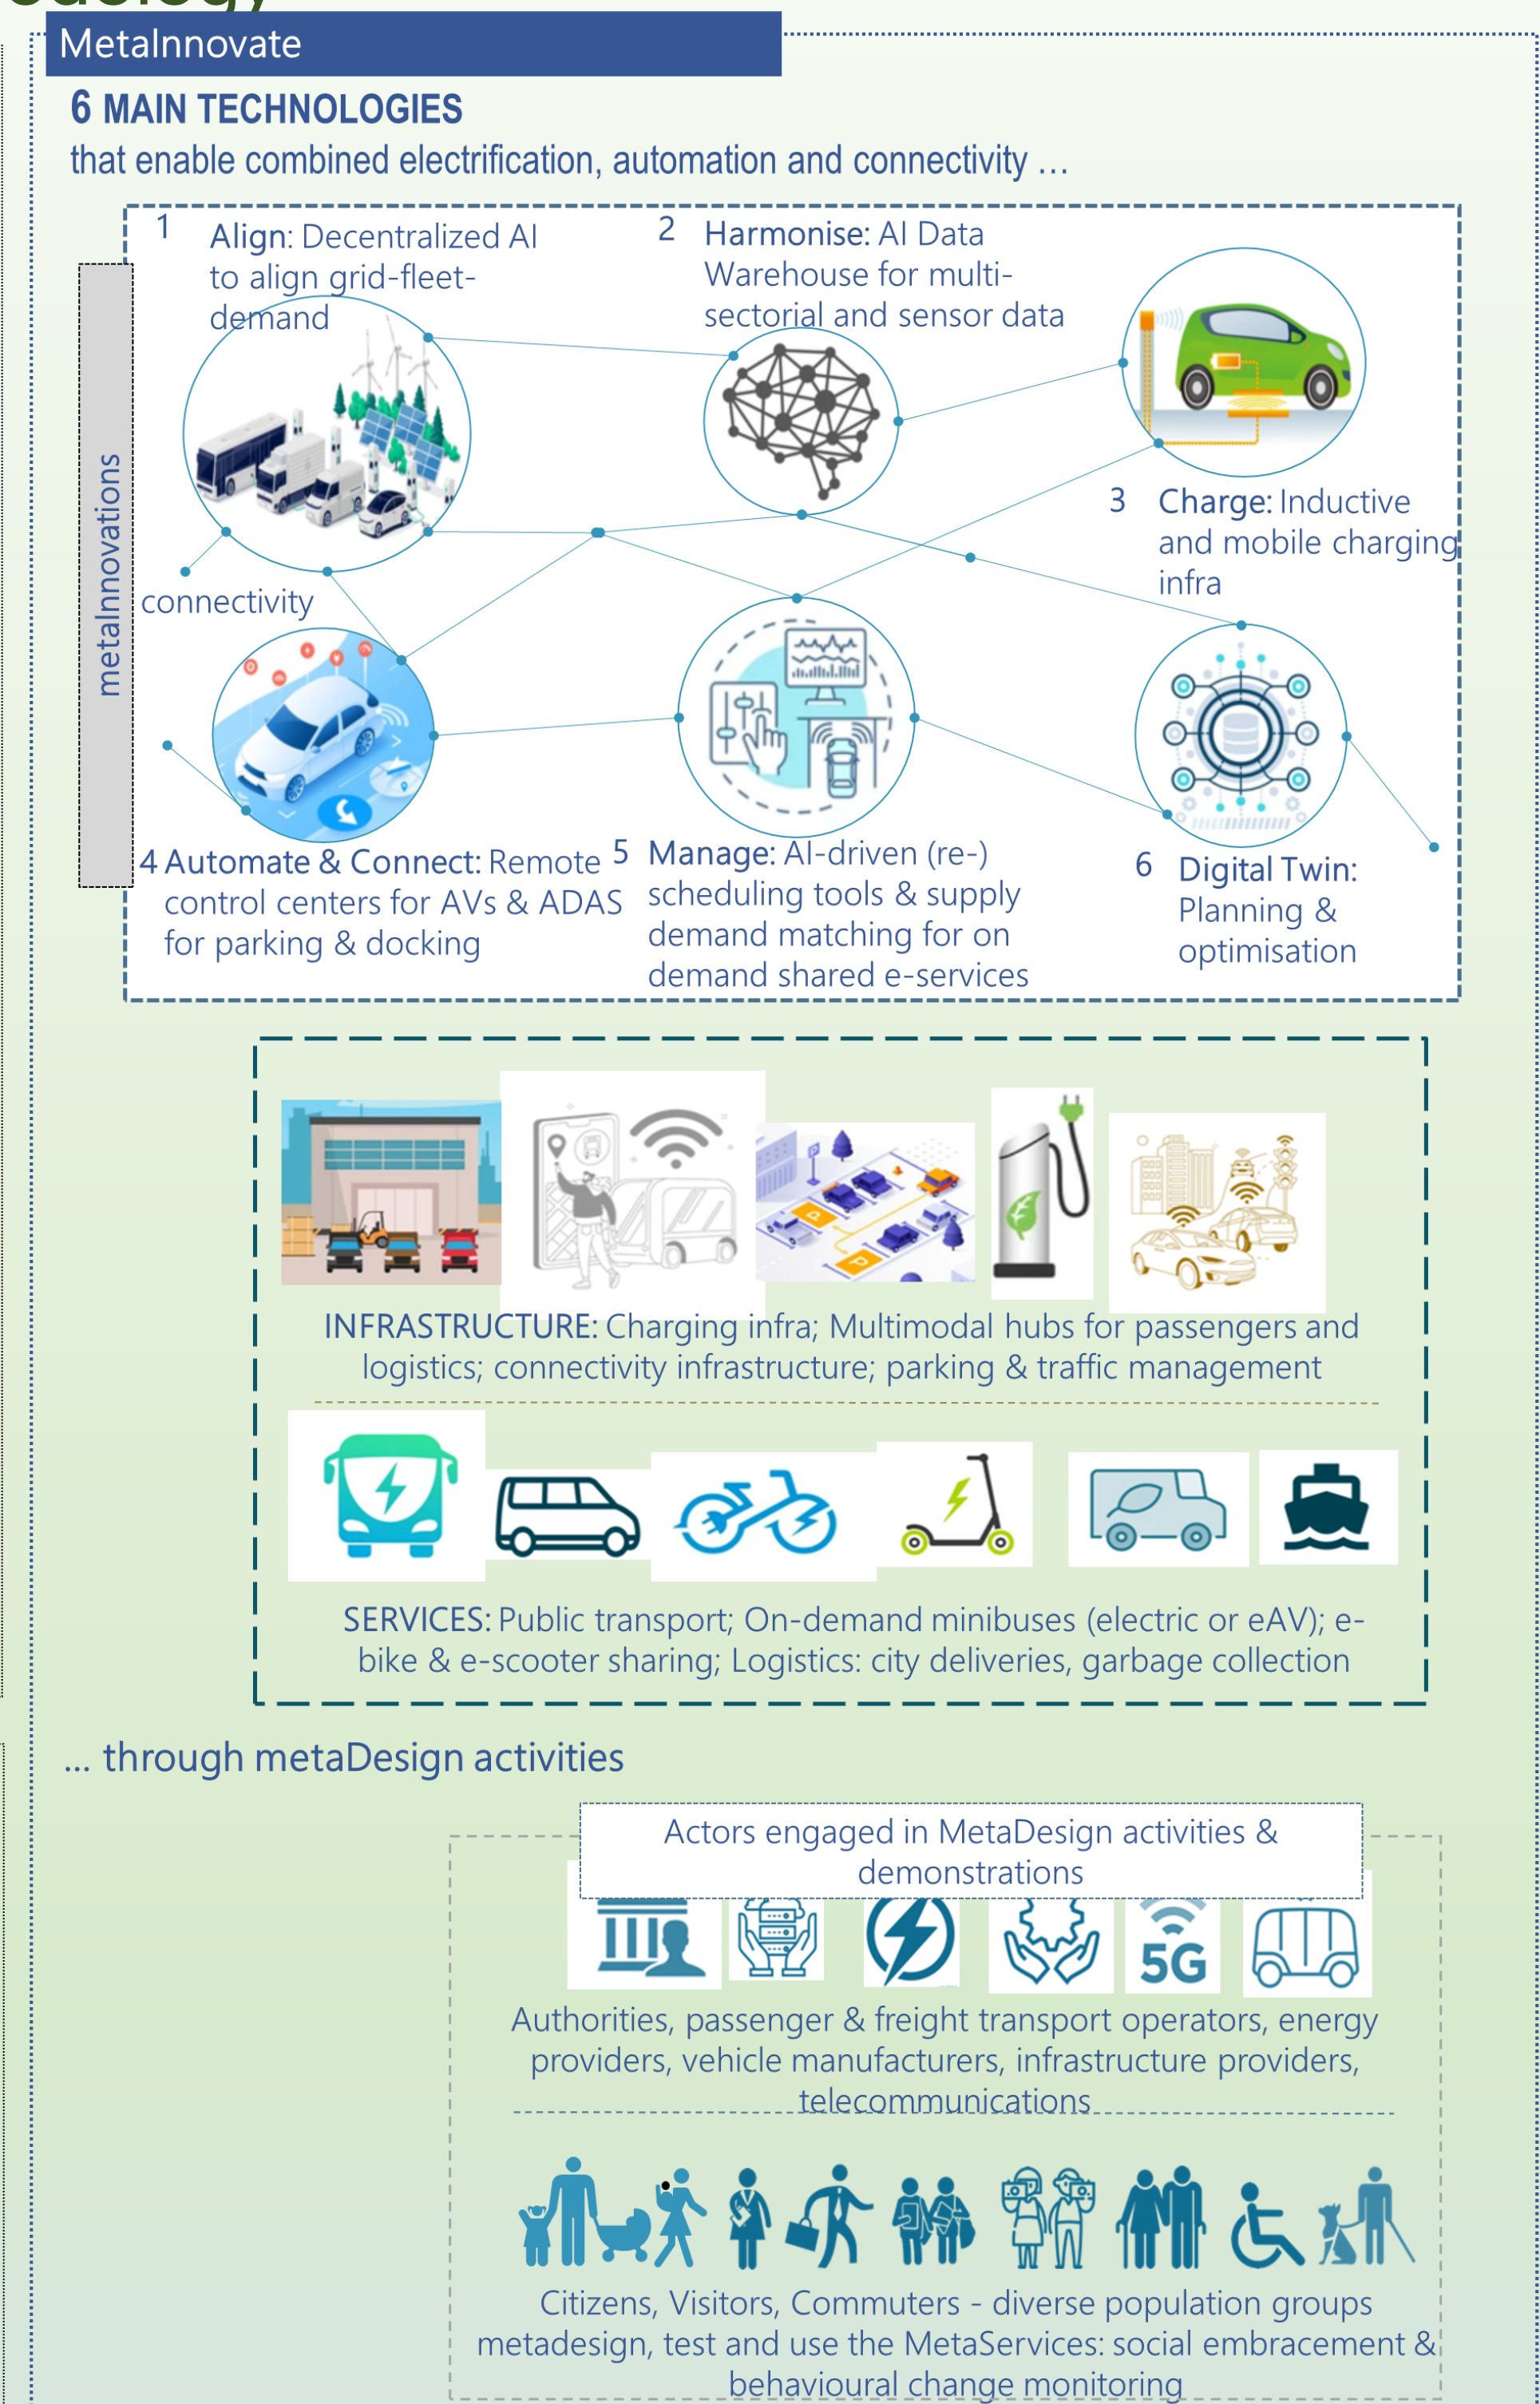 MetaInnovate
6 MAIN TECHNOLOGIES
that enable combined electrification, automation and connectivity ...
metaInnovations
1
Align: Decentralized AI
to align grid-fleet-
demand
2
Harmonise: AI Data
Warehouse for multi-
sectorial and sensor data
3
Charge: Inductive
and mobile charging
infra
connectivity
4 Automate & Connect: Remote
control centers for AVs & ADAS
for parking & docking
5
Manage: AI-driven (re-)
scheduling tools & supply
demand matching for on
demand shared e-services
6
Digital Twin:
Planning &
optimisation
P
P
INFRASTRUCTURE: Charging infra; Multimodal hubs for passengers and
logistics; connectivity infrastructure; parking & traffic management
SERVICES: Public transport; On-demand minibuses (electric or eAV); e-
bike & e-scooter sharing; Logistics: city deliveries, garbage collection
... through metaDesign activities
Actors engaged in MetaDesign activities &
demonstrations
5G
Authorities, passenger & freight transport operators, energy
providers, vehicle manufacturers, infrastructure providers,
telecommunications
Citizens, Visitors, Commuters - diverse population groups
metadesign, test and use the MetaServices: social embracement &
behavioural change monitoring